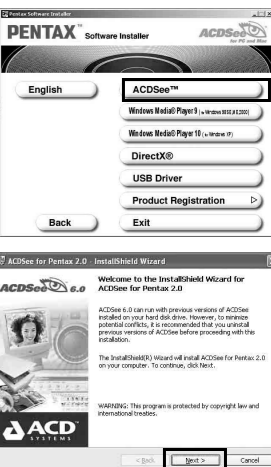 Pentax Software Installer
PENTAX™ Software Installer
ACDSee
for PC and Mac
English
ACDSee™
Windows Media® Player 9
Windows Media® Player 10 (
DirectX®
USB Driver
Product Registration
Back
Exit
ACDSee for Pentax 2.0 - InstallShield Wizard
ACDSee 6.0
Welcome to the InstallShield Wizard for
ACDSee for Pentax 2.0
ACDSee 6.0 can run with previous versions of ACDSee
installed on your hard disk drive. However, to minimize
potential conflicts, it is recommended that you uninstall
previous versions of ACDSee before proceeding with this
installation.
The InstallShield(R) Wizard will install ACDSee for Pentax 2.0
on your computer. To continue, click Next.
WARNING: This program is protected by copyright law and
international treaties.
ACD
SYSTEMS
< Back
Next >
Cancel